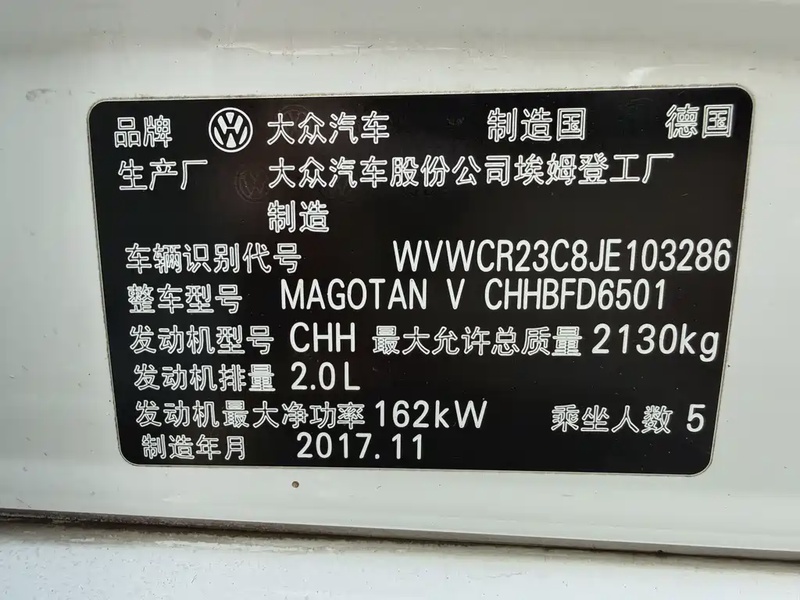 品牌 大众汽车 制造国 德国
生产厂 大众汽车股份公司埃姆登工厂
制造
车辆识别代号 WVWCR23C8JE103286
整车型号 MAGOTAN V CHHBFD6501
发动机型号 CHH 最大允许总质量 2130kg
发动机排量 2.0L
发动机最大净功率 162kW 乘坐人数 5
制造年月 2017.11